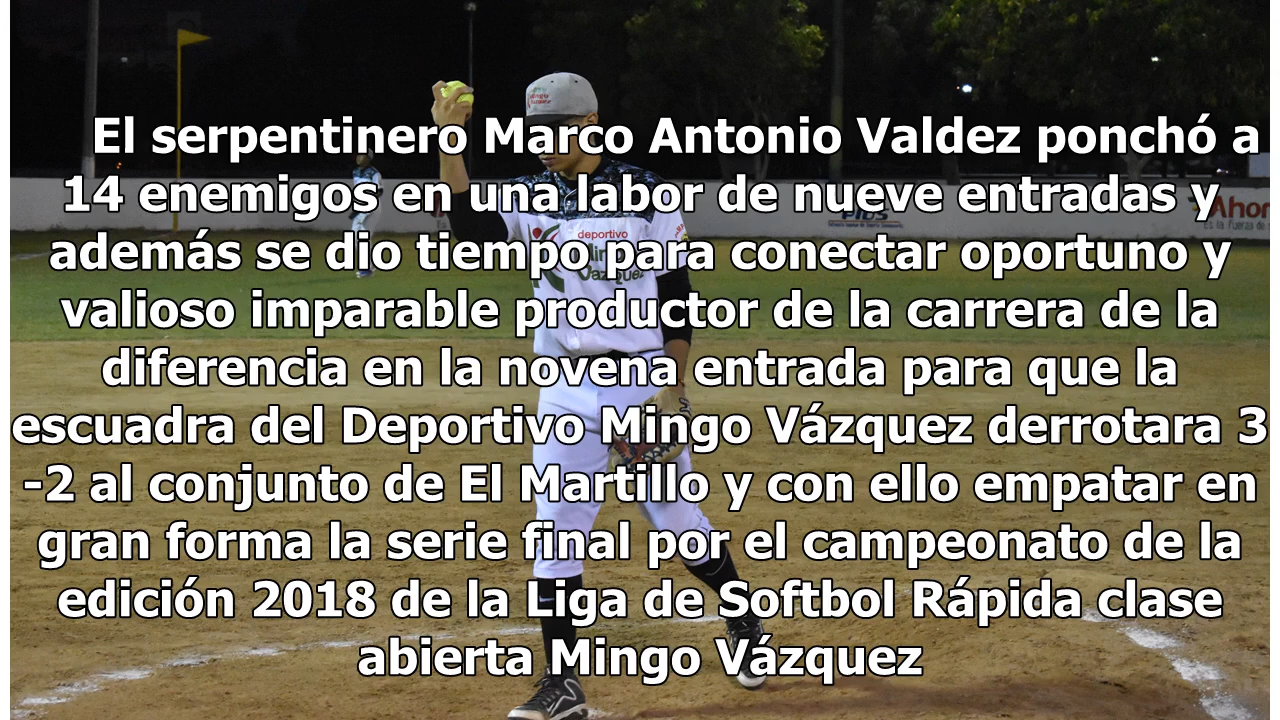 El serpentinero Marco Antonio Valdez ponchó a
14 enemigos en una labor de nueve entradas y
además se dio tiempo para conectar oportuno y
valioso imparable productor de la carrera de la
diferencia en la novena entrada para que la
escuadra del Deportivo Mingo Vázquez derrotara 3
-2 al conjunto de El Martillo y con ello empatar en
gran forma la serie final por el campeonato de la
edición 2018 de la Liga de Softbol Rápida clase
abierta Mingo Vázquez
deportivo
Vázquez